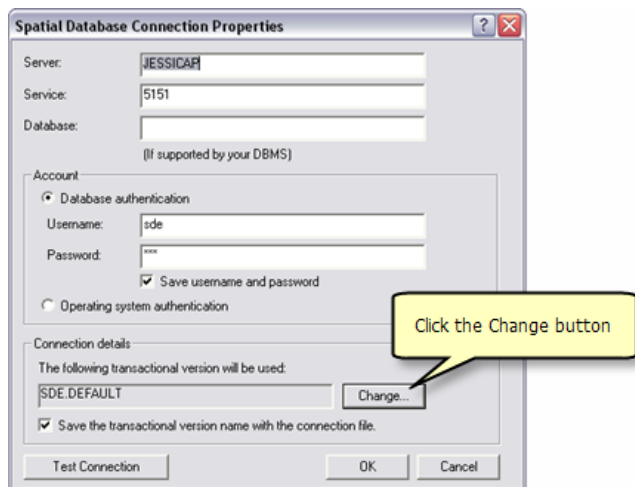 Spatial Database Connection Properties
Server: JESSICAP
Service: 5151
Database:
(If supported by your DBMS)
Account
Database authentication
Username: sde
Password: ***
Save username and password
Operating system authentication
Click the Change button
Connection details
The following transactional version will be used:
SDE.DEFAULT Change...
Save the transactional version name with the connection file.
Test Connection OK Cancel